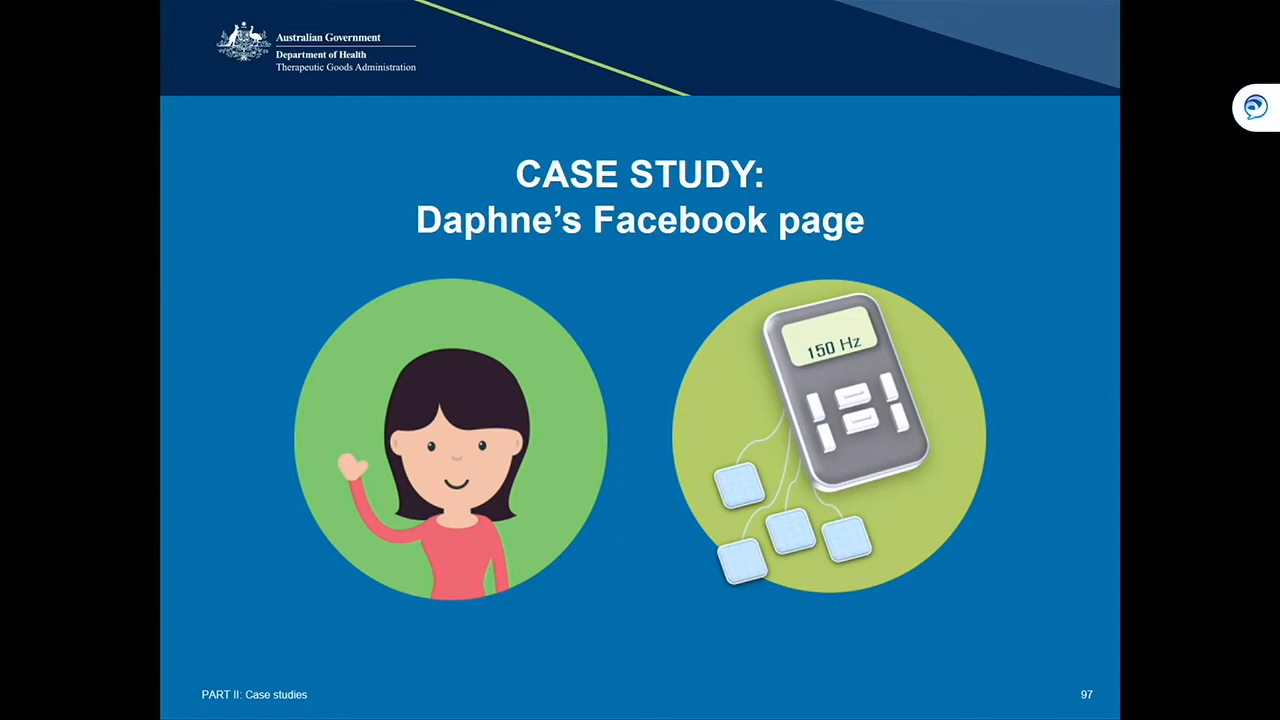 Australian Government
Department of Health
Therapeutic Goods Administration
CASE STUDY:
Daphne’s Facebook page
150 Hz
PART II: Case studies
97